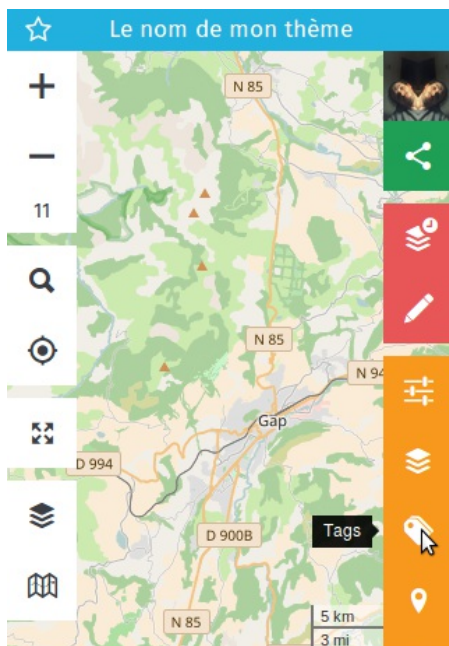 Le nom de mon thème
N 85
11
N 85
N 94
Gap
D 994
D 900B
Tags
N 85
5 km
3 mi